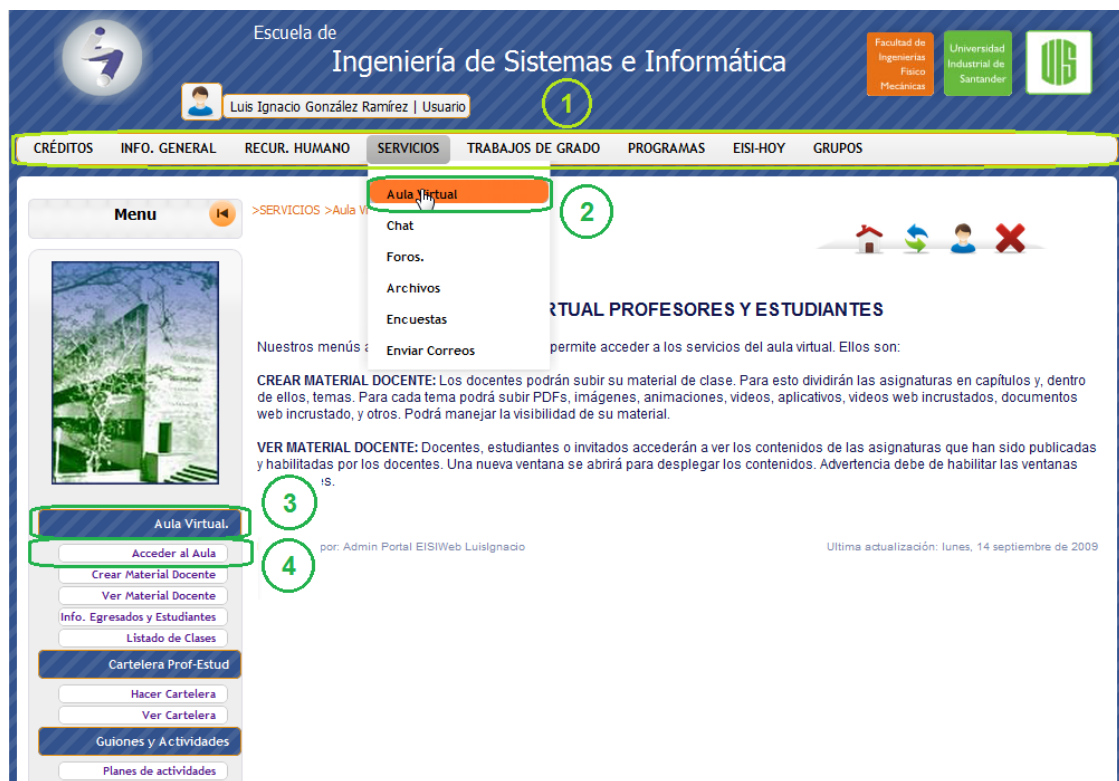 Escuela de
Ingeniería de Sistemas e Informática
Facultad de
Ingenierías
Físico
Mecánicas
Universidad
Industrial de
Santander
UIS
Luis Ignacio González Ramírez | Usuario
1
CRÉDITOS INFO. GENERAL RECUR. HUMANO SERVICIOS TRABAJOS DE GRADO PROGRAMAS EISI-HOY GRUPOS
Menu
>SERVICIOS >Aula
Aula Virtual
2
Chat
Foros.
Archivos
Encuestas
Enviar Correos
PROFESORES Y ESTUDIANTES
Nuestros menús permite acceder a los servicios del aula virtual. Ellos son:
CREAR MATERIAL DOCENTE: Los docentes podrán subir su material de clase. Para esto dividirán las asignaturas en capítulos y, dentro
de ellos, temas. Para cada tema podrá subir PDFs, imágenes, animaciones, videos, aplicativos, videos web incrustados, documentos
web incrustado, y otros. Podrá manejar la visibilidad de su material.
VER MATERIAL DOCENTE: Docentes, estudiantes o invitados accederán a ver los contenidos de las asignaturas que han sido publicadas
y habilitadas por los docentes. Una nueva ventana se abrirá para desplegar los contenidos. Advertencia debe de habilitar las ventanas
3
Aula Virtual.
4
Acceder al Aula
por: Admin Portal EISIWeb LuisIgnacio
Ultima actualización: lunes, 14 septiembre de 2009
Crear Material Docente
Ver Material Docente
Info. Egresados y Estudiantes
Listado de Clases
Cartelera Prof-Estud
Hacer Cartelera
Ver Cartelera
Guiones y Actividades
Planes de actividades